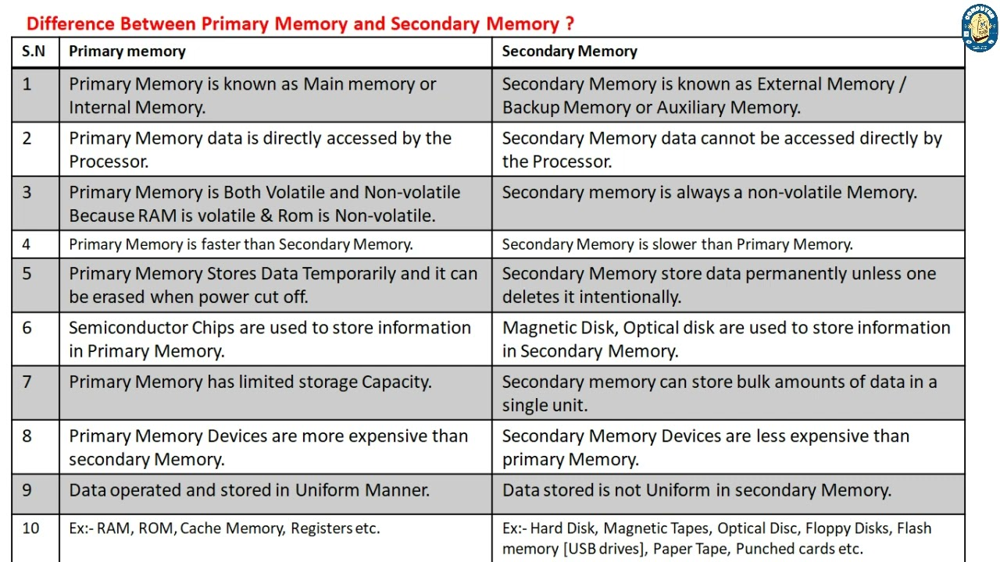 Difference Between Primary Memory and Secondary Memory ?
COMPUTER
S.N Primary memory Secondary Memory
1 Primary Memory is known as Main memory or Secondary Memory is known as External Memory /
Internal Memory. Backup Memory or Auxiliary Memory.
2 Primary Memory data is directly accessed by the Secondary Memory data cannot be accessed directly by
Processor. the Processor.
3 Primary Memory is Both Volatile and Non-volatile Secondary memory is always a non-volatile Memory.
Because RAM is volatile & Rom is Non-volatile.
4 Primary Memory is faster than Secondary Memory. Secondary Memory is slower than Primary Memory.
5 Primary Memory Stores Data Temporarily and it can Secondary Memory store data permanently unless one
be erased when power cut off. deletes it intentionally.
6 Semiconductor Chips are used to store information Magnetic Disk, Optical disk are used to store information
in Primary Memory. in Secondary Memory.
7 Primary Memory has limited storage Capacity. Secondary memory can store bulk amounts of data in a
single unit.
8 Primary Memory Devices are more expensive than Secondary Memory Devices are less expensive than
secondary Memory. primary Memory.
9 Data operated and stored in Uniform Manner. Data stored is not Uniform in secondary Memory.
10 Ex:- RAM, ROM, Cache Memory, Registers etc. Ex:- Hard Disk, Magnetic Tapes, Optical Disc, Floppy Disks, Flash
memory [USB drives], Paper Tape, Punched cards etc.